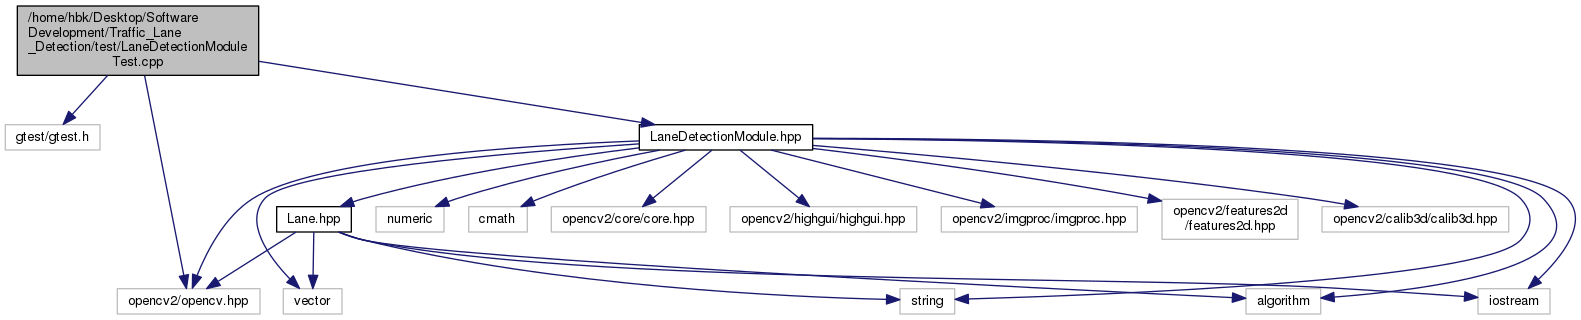 /home/hbk/Desktop/Software
Development/Traffic_Lane
_Detection/test/LaneDetectionModule
Test.cpp
gtest/gtest.h
LaneDetectionModule.hpp
Lane.hpp
numeric
cmath
opencv2/core/core.hpp
opencv2/highgui/highgui.hpp
opencv2/imgproc/imgproc.hpp
opencv2/features2d
/features2d.hpp
opencv2/calib3d/calib3d.hpp
opencv2/opencv.hpp
vector
string
algorithm
iostream